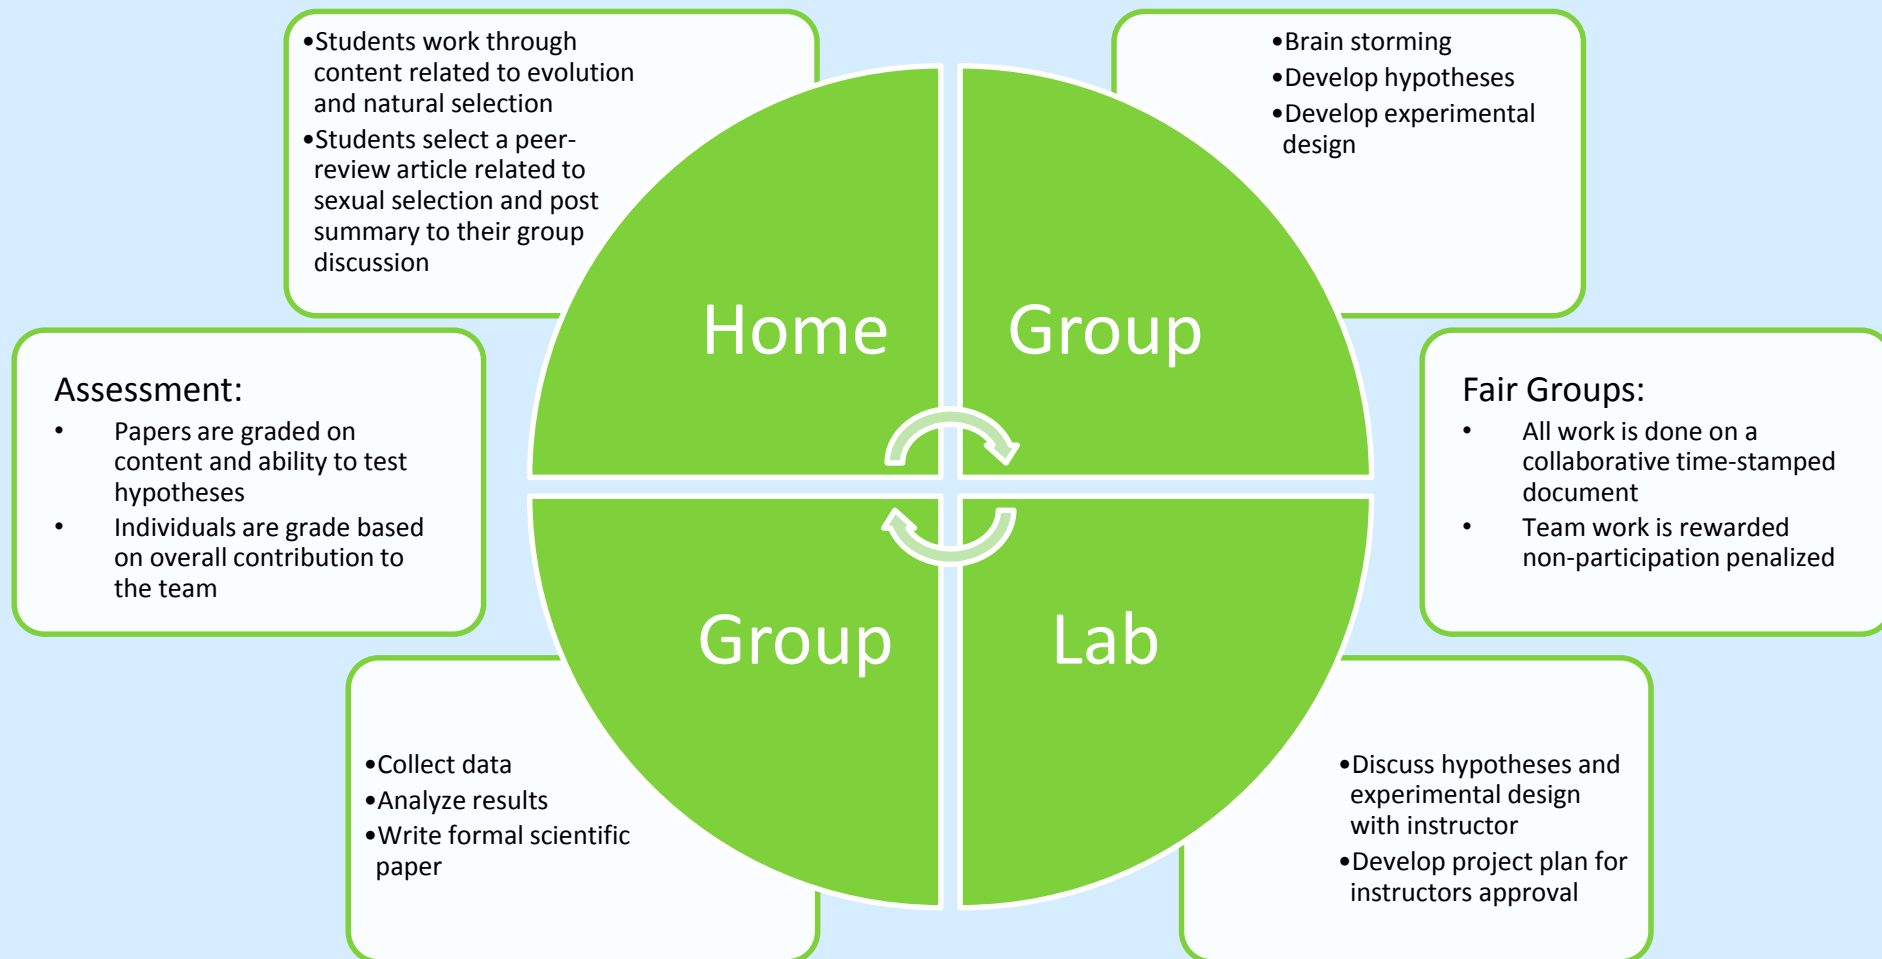 •Students work through
content related to evolution
and natural selection
•Students select a peer-
review article related to
sexual selection and post
summary to their group
discussion
•Brain storming
•Develop hypotheses
•Develop experimental
design
Home
Group
Assessment:
• Papers are graded on
content and ability to test
hypotheses
• Individuals are grade based
on overall contribution to
the team
Fair Groups:
• All work is done on a
collaborative time-stamped
document
• Team work is rewarded
non-participation penalized
Group
Lab
•Collect data
•Analyze results
•Write formal scientific
paper
•Discuss hypotheses and
experimental design
with instructor
•Develop project plan for
instructors approval